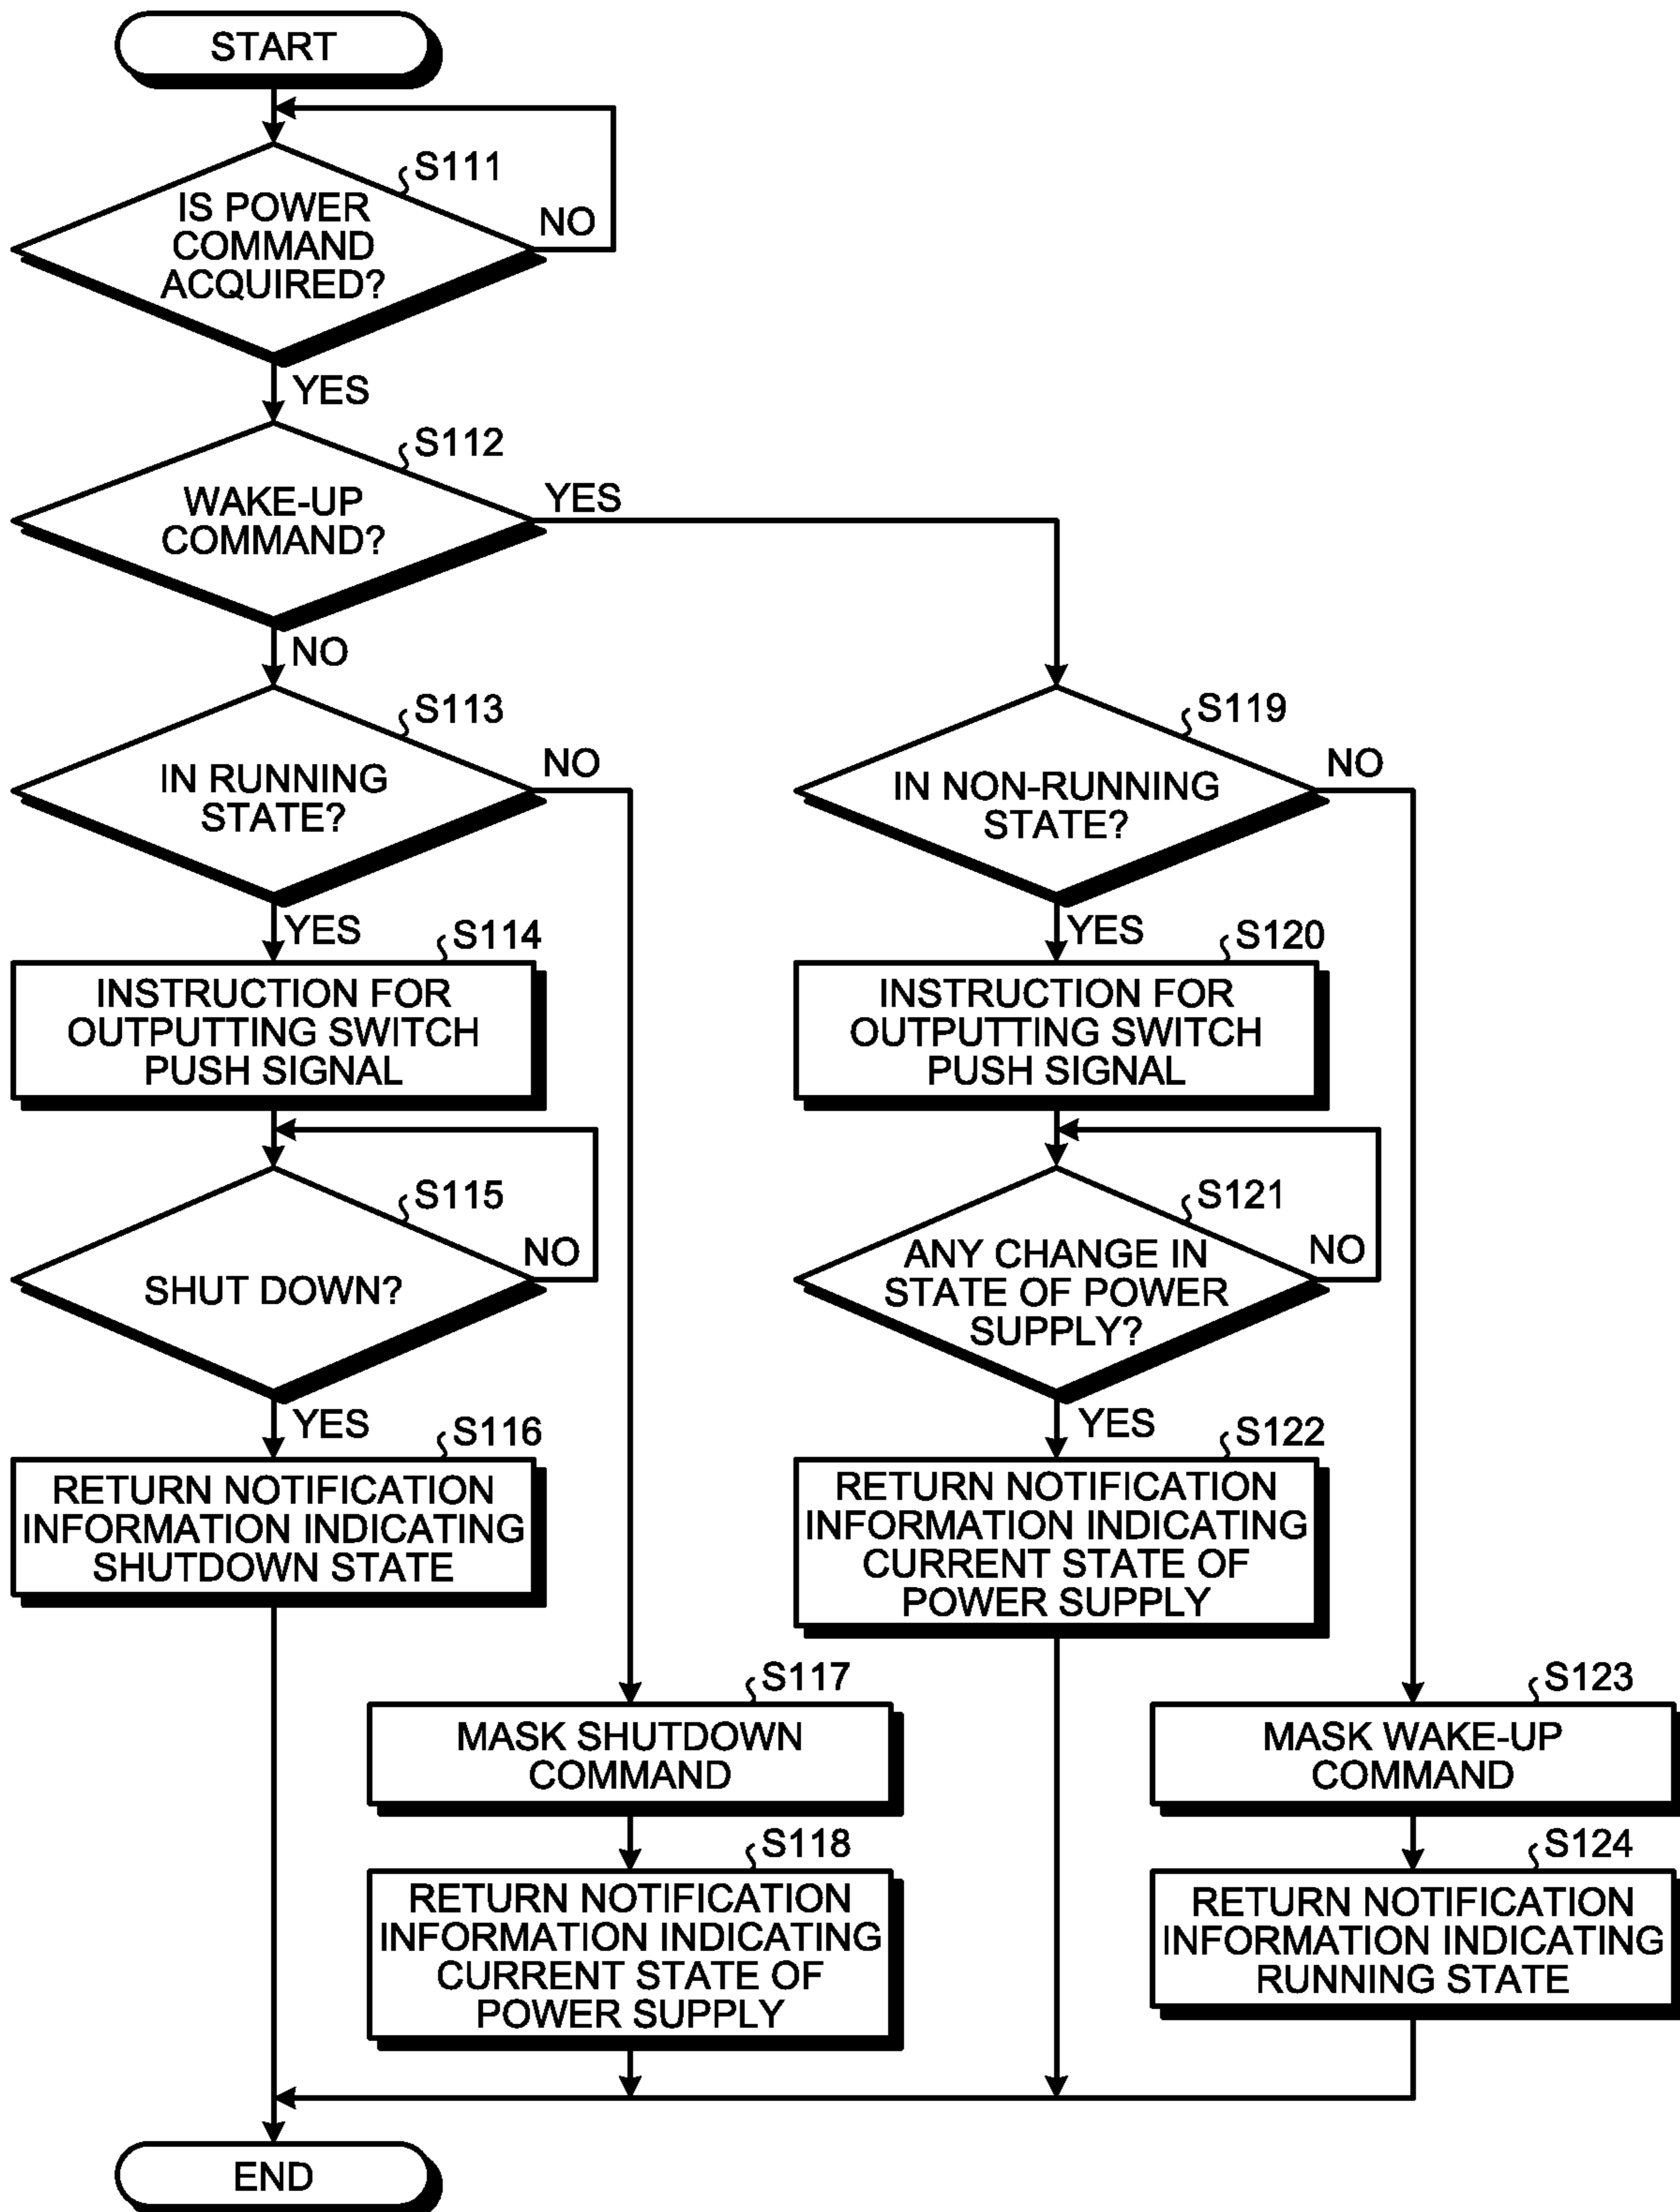 START
S111
IS POWER
COMMAND
ACQUIRED?
NO
YES
S112
WAKE-UP
COMMAND?
YES
NO
S113
IN RUNNING
STATE?
NO
YES
S114
INSTRUCTION FOR
OUTPUTTING SWITCH
PUSH SIGNAL
S115
SHUT DOWN?
NO
YES
S116
RETURN NOTIFICATION
INFORMATION INDICATING
SHUTDOWN STATE
S117
MASK SHUTDOWN
COMMAND
S118
RETURN NOTIFICATION
INFORMATION INDICATING
CURRENT STATE OF
POWER SUPPLY
S119
IN NON-RUNNING
STATE?
NO
YES
S120
INSTRUCTION FOR
OUTPUTTING SWITCH
PUSH SIGNAL
S121
ANY CHANGE IN
STATE OF POWER
SUPPLY?
NO
YES
S122
RETURN NOTIFICATION
INFORMATION INDICATING
CURRENT STATE OF
POWER SUPPLY
S123
MASK WAKE-UP
COMMAND
S124
RETURN NOTIFICATION
INFORMATION INDICATING
RUNNING STATE
END